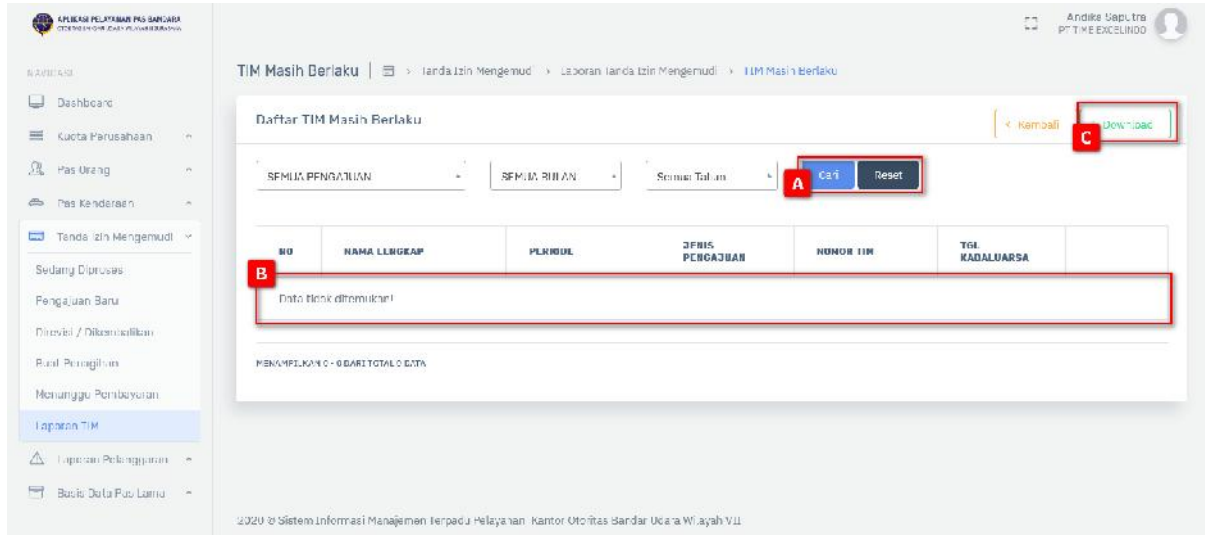 APLIKASI PELAYANAN PAS BANDARA
Andika Saputra
PT TIME EXCELINDO
NAVIGASI
TIM Masih Berlaku
Tanda Izin Mengemudi > Laporan Tanda Izin Mengemudi > TIM Masih Berlaku
Dashboard
Kuota Perusahaan
Pas Orang
Pas Kendaraan
Tanda Izin Mengemudi
Sedang Diproses
Pengajuan Baru
Direvisi / Dikembalikan
Buat Penagihan
Menunggu Pembayaran
Laporan TIM
Laporan Pelanggaran
Basis Data Pas Lama
Daftar TIM Masih Berlaku
< Kembali
Download
C
SEMUA PENGAJUAN
SEMUA BULAN
Semua Tahun
A
Cari
Reset
NO
NAMA LENGKAP
PERIODE
JENIS
PENGAJUAN
NOMOR TIM
TGL
KADALUARSA
B
Data tidak ditemukan!
MENAMPILKAN 0 - 0 DARI TOTAL 0 DATA
2020 © Sistem Informasi Manajemen Terpadu Pelayanan Kantor Otoritas Bandar Udara Wilayah VII